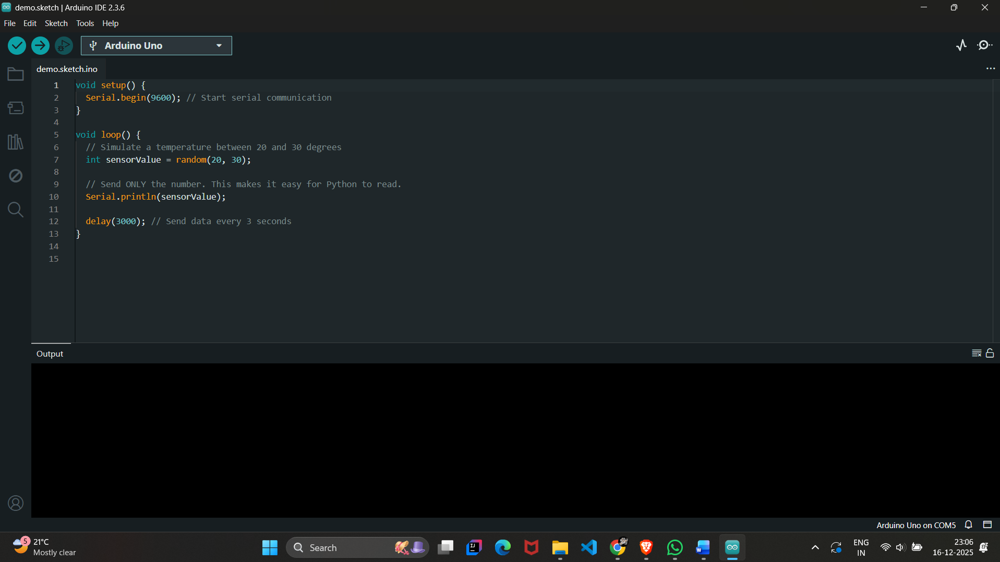 demo.sketch | Arduino IDE 2.3.6
File Edit Sketch Tools Help
Arduino Uno
demo.sketch.ino
1 void setup() {
2 Serial.begin(9600); // Start serial communication
3 }
4
5 void loop() {
6 // Simulate a temperature between 20 and 30 degrees
7 int sensorValue = random(20, 30);
8
9 // Send ONLY the number. This makes it easy for Python to read.
10 Serial.println(sensorValue);
11
12 delay(3000); // Send data every 3 seconds
13 }
14
15
Output
Arduino Uno on COM5
5
21°C
Mostly clear
Search
IJ
W
ENG
IN
23:06
16-12-2025